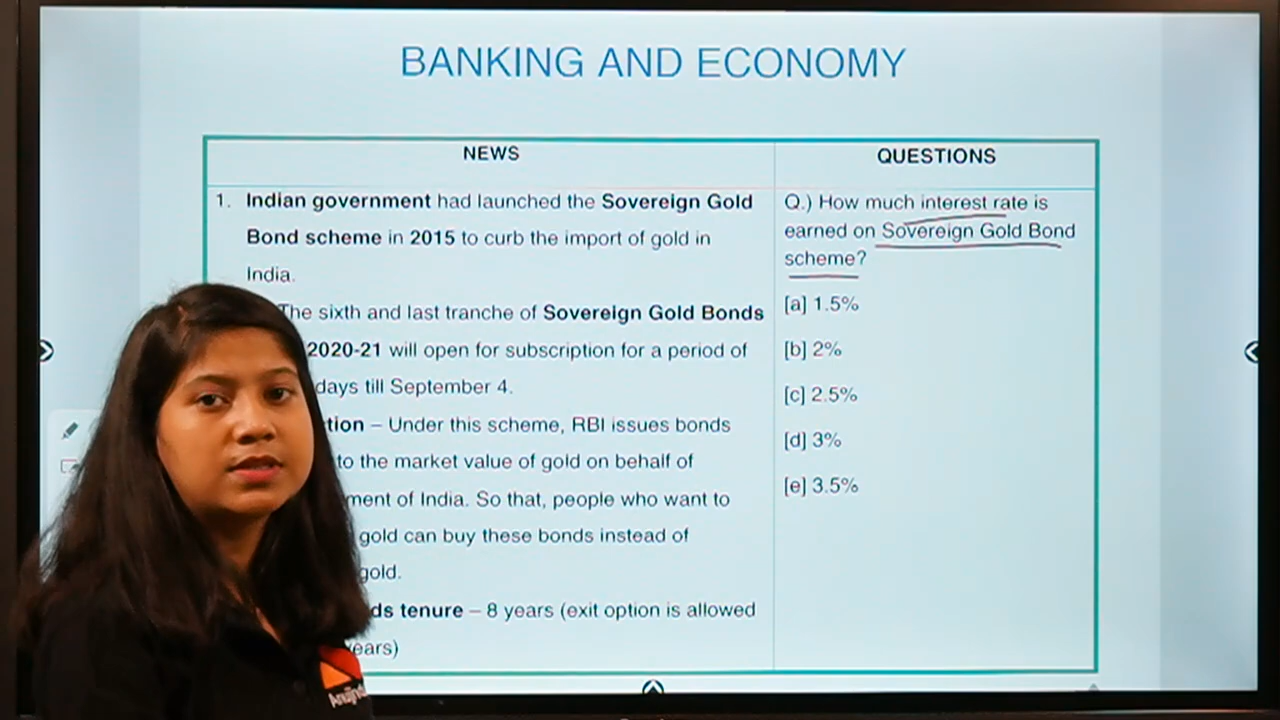 BANKING AND ECONOMY
NEWS
QUESTIONS
1. Indian government had launched the Sovereign Gold
Bond scheme in 2015 to curb the import of gold in
India.
The sixth and last tranche of Sovereign Gold Bonds
2020-21 will open for subscription for a period of
days till September 4.
– Under this scheme, RBI issues bonds
to the market value of gold on behalf of
of India. So that, people who want to
gold can buy these bonds instead of
gold.
tenure – 8 years (exit option is allowed
Q.) How much interest rate is
earned on Sovereign Gold Bond
scheme?
[a] 1.5%
[b] 2%
[c] 2.5%
[d] 3%
[e] 3.5%